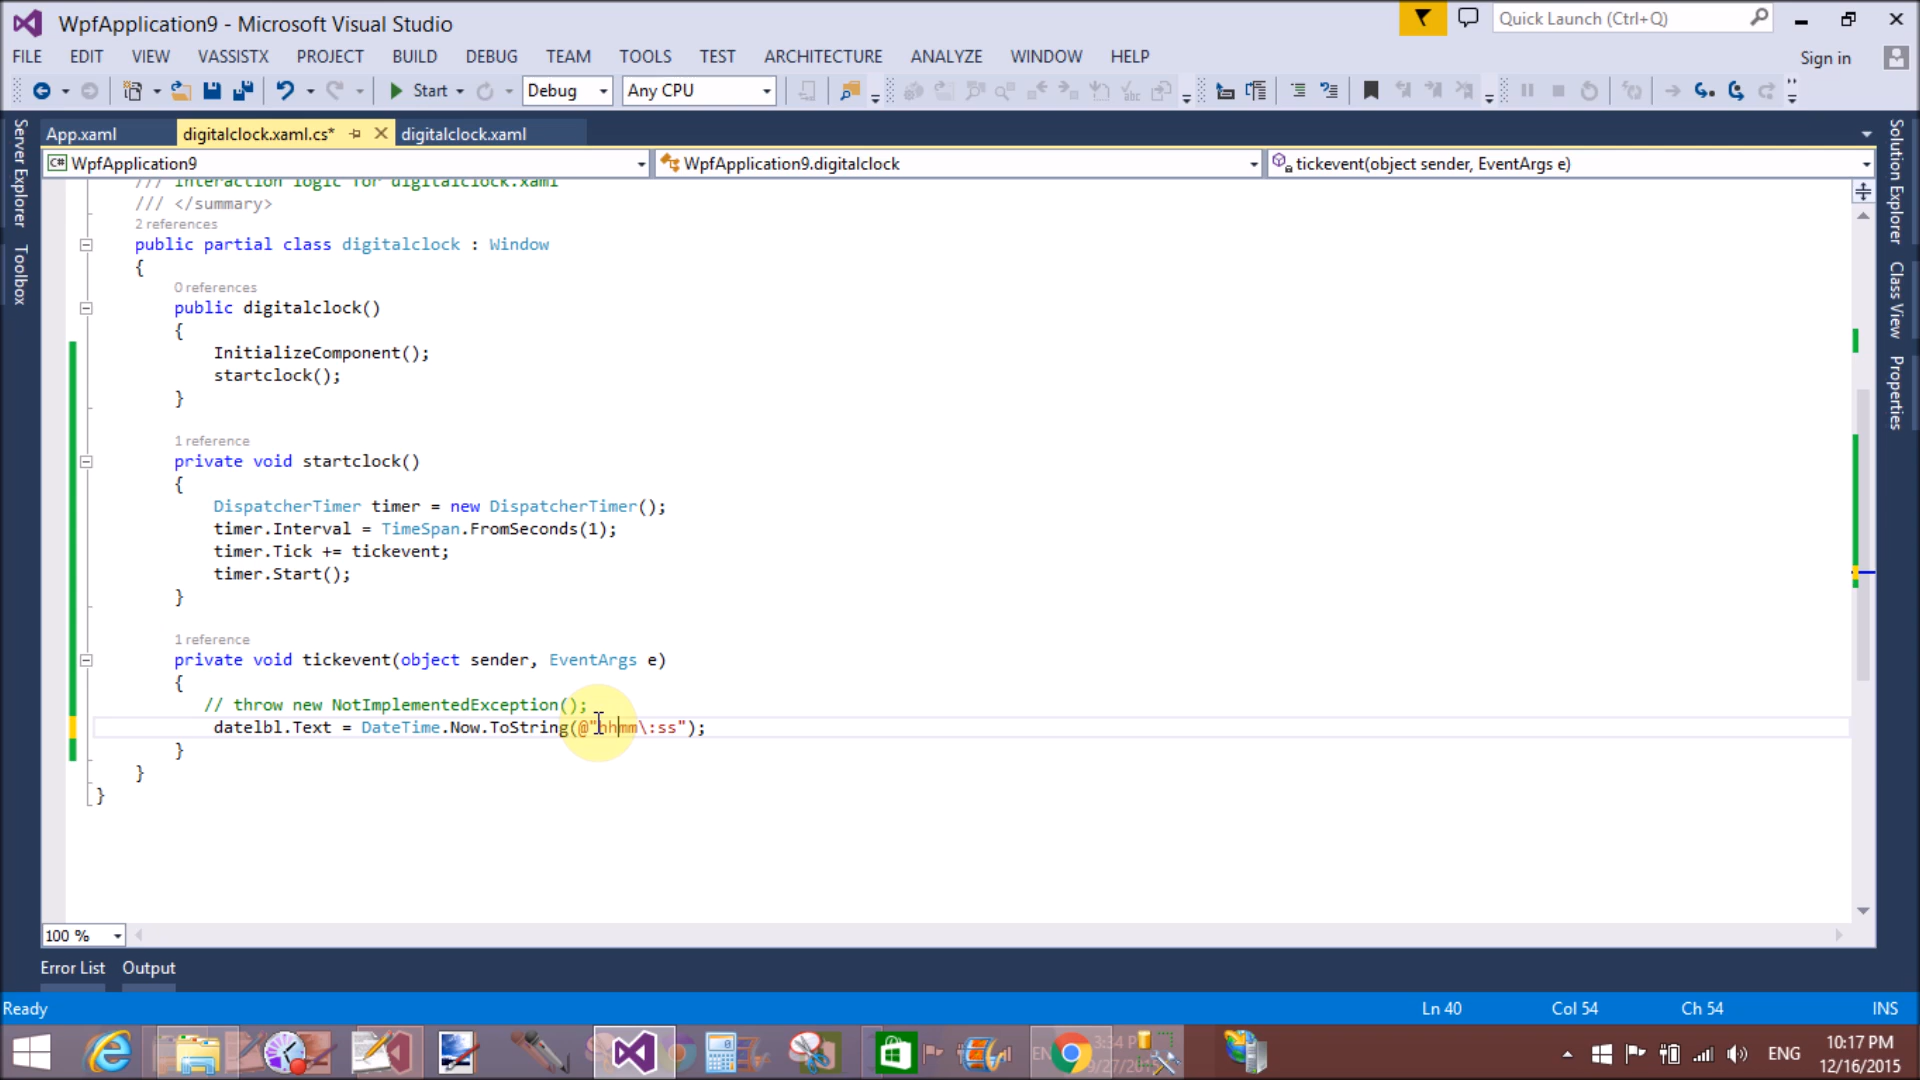 WpfApplication9 - Microsoft Visual Studio
Quick Launch (Ctrl+Q)
FILE EDIT VIEW VASSISTX PROJECT BUILD DEBUG TEAM TOOLS TEST ARCHITECTURE ANALYZE WINDOW HELP
Sign in
Start Debug Any CPU
Server Explorer
Toolbox
App.xaml digitalclock.xaml.cs* digitalclock.xaml
C# WpfApplication9 WpfApplication9.digitalclock tickevent(object sender, EventArgs e)
/// Interaction logic for digitalclock.xaml
/// </summary>
2 references
public partial class digitalclock : Window
{
0 references
public digitalclock()
{
InitializeComponent();
startclock();
}
1 reference
private void startclock()
{
DispatcherTimer timer = new DispatcherTimer();
timer.Interval = TimeSpan.FromSeconds(1);
timer.Tick += tickevent;
timer.Start();
}
1 reference
private void tickevent(object sender, EventArgs e)
{
// throw new NotImplementedException();
datelbl.Text = DateTime.Now.ToString(@"hhmm\:ss");
}
}
}
Solution Explorer
Class View
Properties
100 %
Error List Output
Ready Ln 40 Col 54 Ch 54 INS
ENG 10:17 PM
12/16/2015